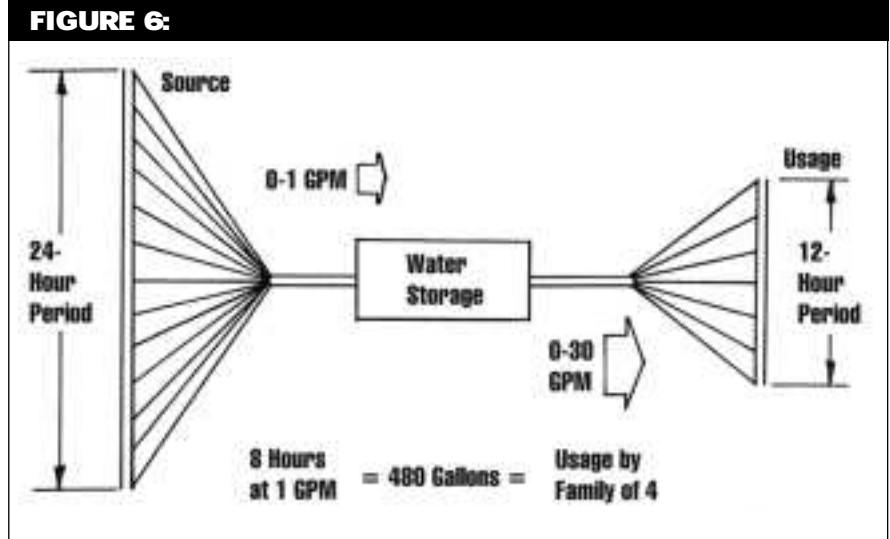 FIGURE 6:
Source
0-1 GPM
Usage
24-
Hour
Period
Water
Storage
12-
Hour
Period
0-30
GPM
8 Hours
at 1 GPM
= 480 Gallons =
Usage by
Family of 4